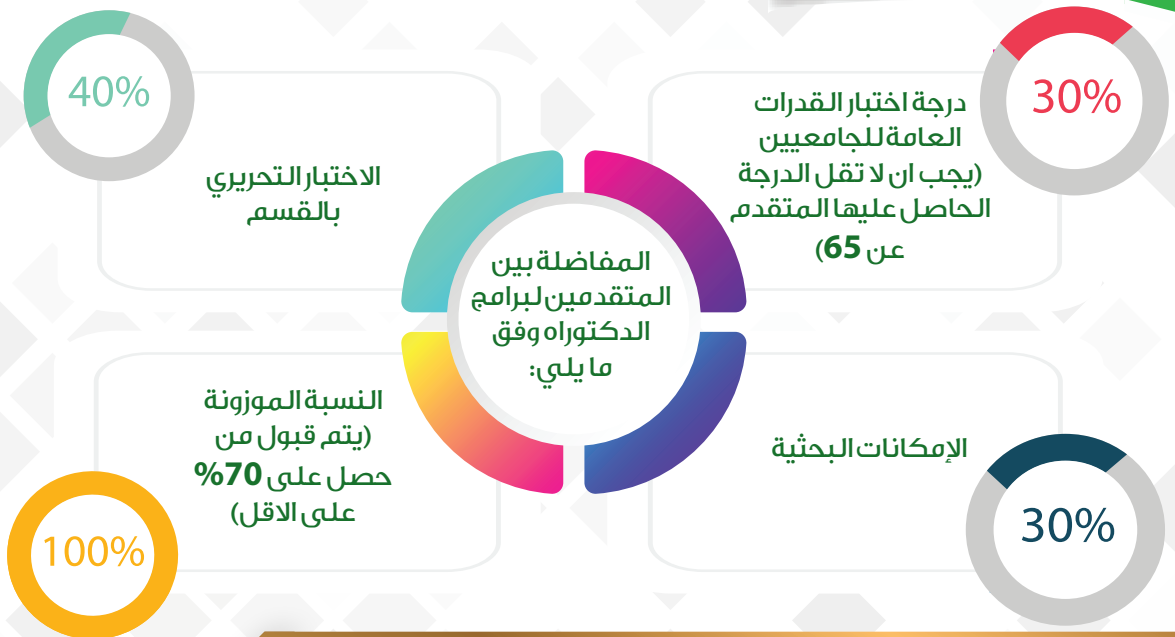 30%
درجة اختبار القدرات
العامة للجامعيين
(يجب ان لا تقل الدرجة
الحاصل عليها المتقدم
عن 65)
40%
الاختبار التحريري
بالقسم
المفاضلة بين
المتقدمين لبرامج
الدكتوراه وفق
ما يلي:
الإمكانات البحثية
30%
النسبة الموزونة
(يتم قبول من
حصل على 70%
على الاقل)
100%